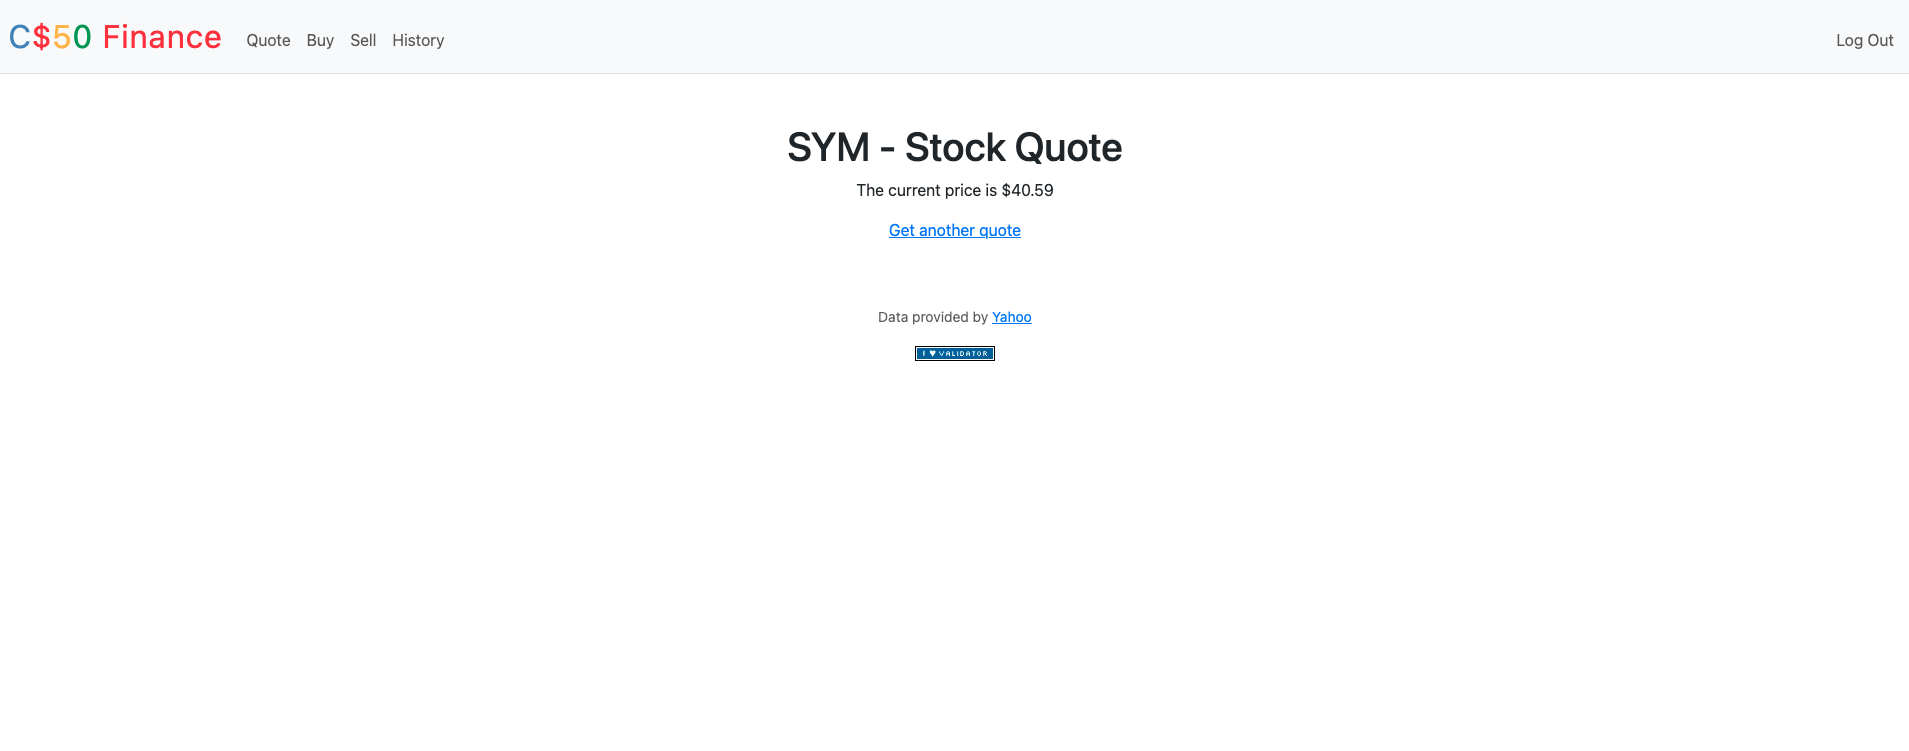 C$50 Finance Quote Buy Sell History Log Out
SYM - Stock Quote
The current price is $40.59
Get another quote
Data provided by Yahoo
I ♥ VALIDATOR